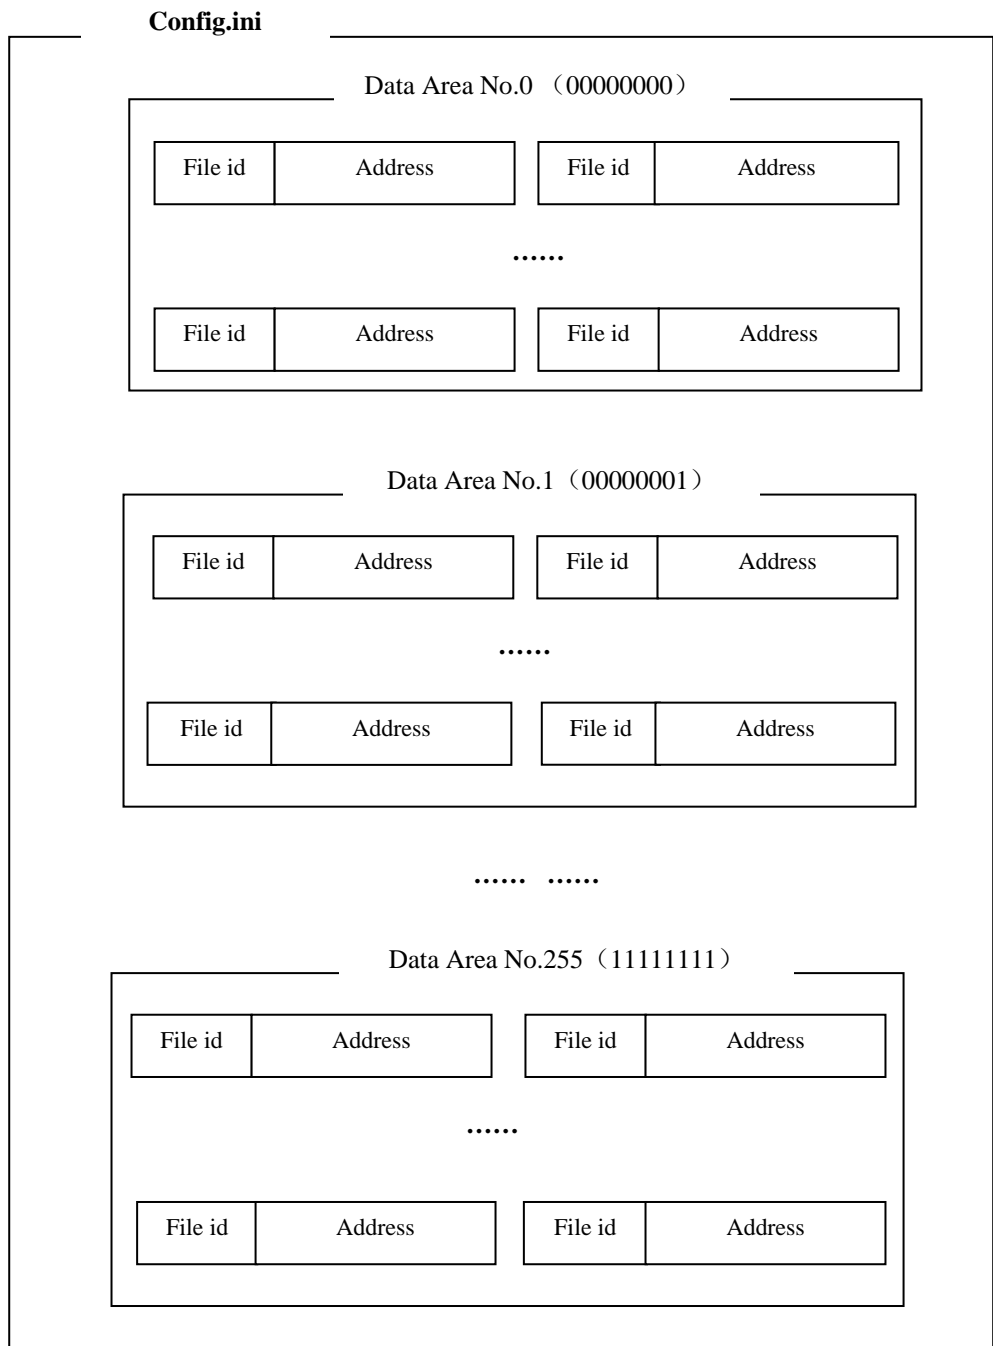 Config.ini
Data Area No.0 （00000000）
File id Address File id Address
......
File id Address File id Address
Data Area No.1（00000001）
File id Address File id Address
......
File id Address File id Address
...... ......
Data Area No.255（11111111）
File id Address File id Address
......
File id Address File id Address